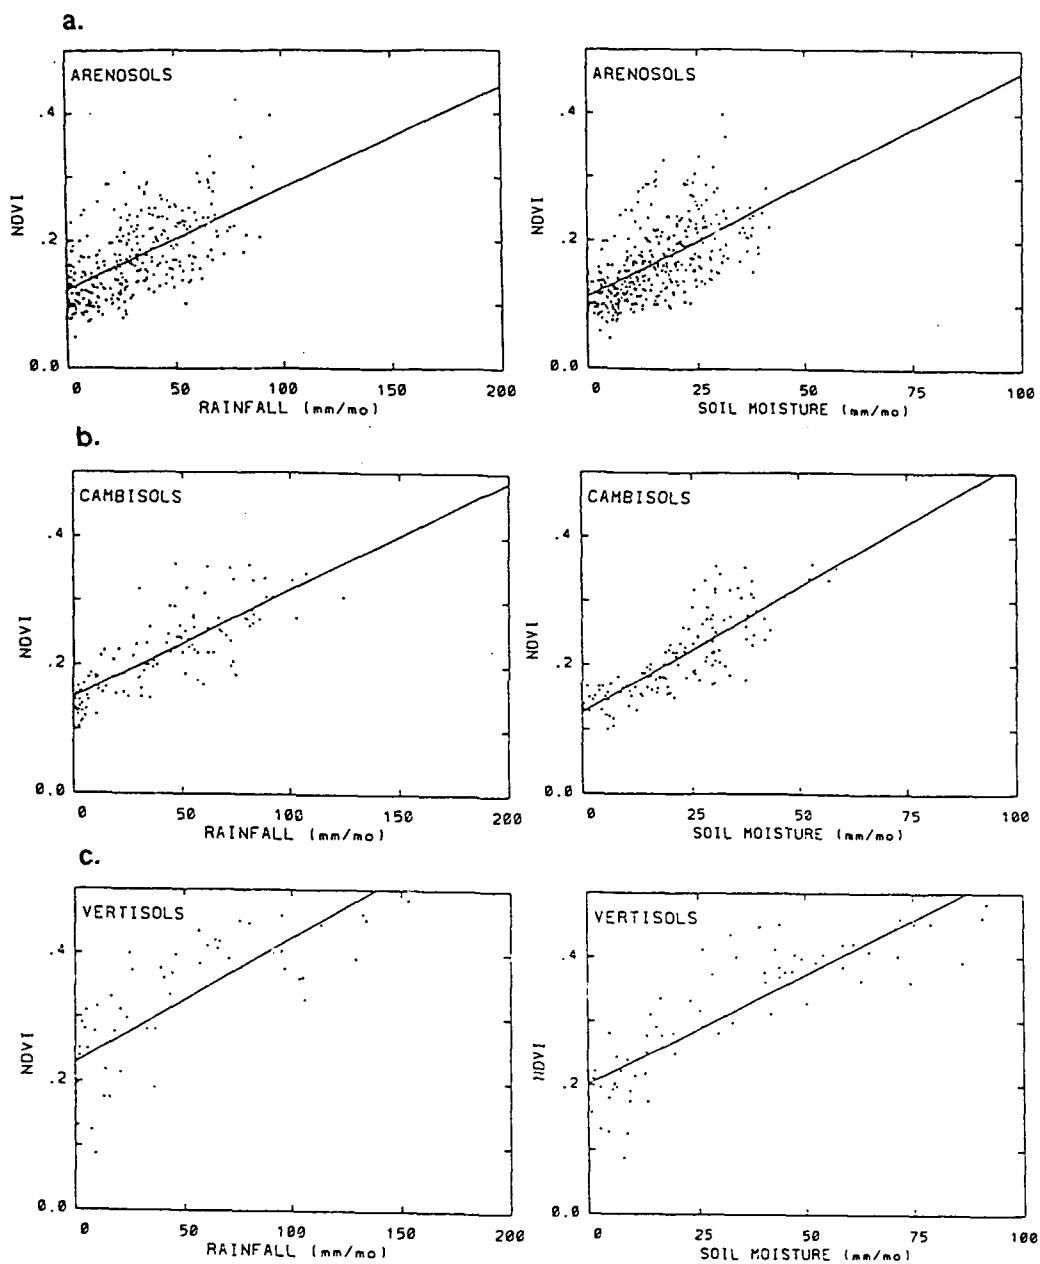 a.
ARENOSOLS
ARENOSOLS
.4
.4
NDVI
NDVI
.2
.2
0.0
0.0
0 50 100 150 200
0 25 50 75 100
RAINFALL (mm/mo)
SOIL MOISTURE (mm/mo)
b.
CAMBISOLS
CAMBISOLS
.4
.4
NDVI
NDVI
.2
.2
0.0
0.0
0 50 100 150 200
0 25 50 75 100
RAINFALL (mm/mo)
SOIL MOISTURE (mm/mo)
c.
VERTISOLS
VERTISOLS
.4
.4
NDVI
NDVI
.2
.2
0.0
0.0
0 50 100 150 200
0 25 50 75 100
RAINFALL (mm/mo)
SOIL MOISTURE (mm/mo)